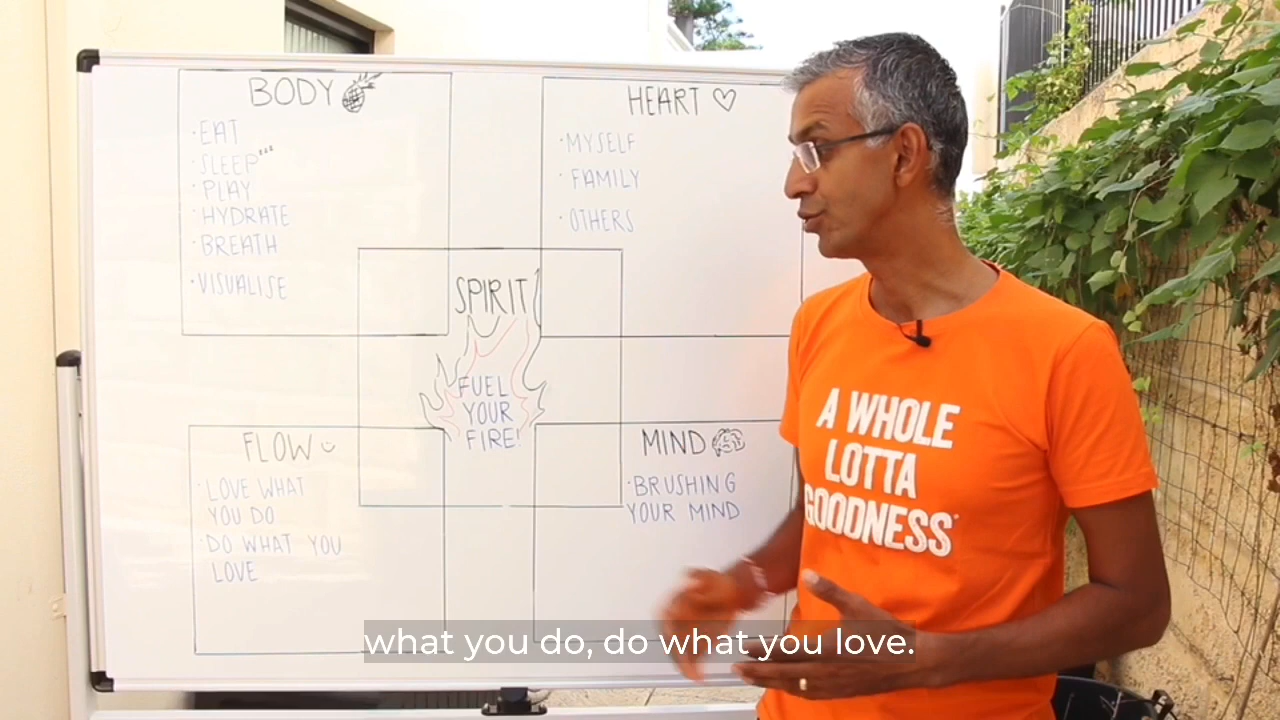 BODY
·EAT
·SLEEPzzz
·PLAY
·HYDRATE
·BREATH
·VISUALISE
HEART
·MYSELF
·FAMILY
·OTHERS
SPIRIT
FUEL
YOUR
FIRE!
FLOW
·LOVE WHAT
YOU DO
·DO WHAT YOU
LOVE
MIND
·BRUSHING
YOUR MIND
A WHOLE
LOTTA
GOODNESS
what you do, do what you love.